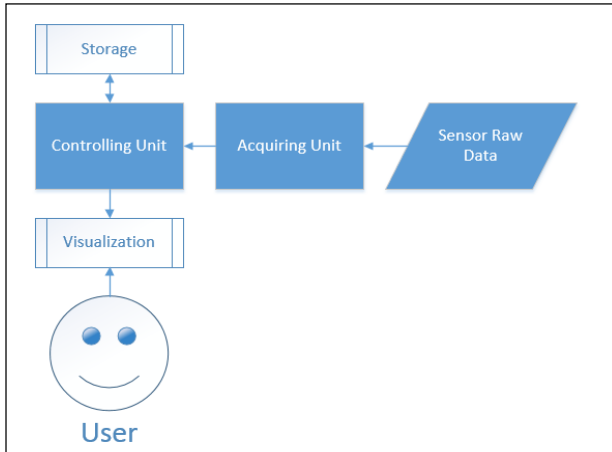 Storage
Controlling Unit
Acquiring Unit
Sensor Raw
Data
Visualization
User